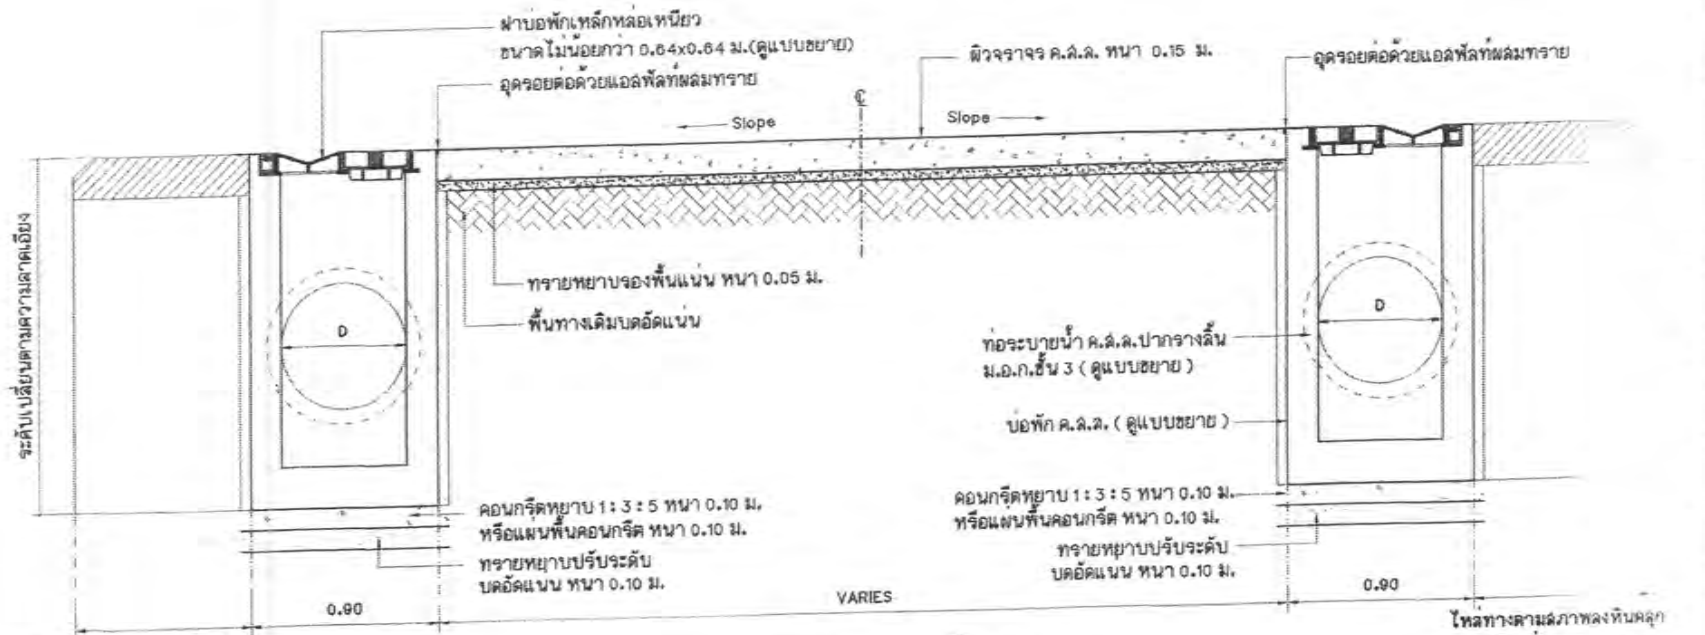 ฝาบ่อพักเหล็กหล่อเหนียว
ขนาดไม่น้อยกว่า 0.64x0.64 ม.(ดูแบบขยาย)
อุดรอยต่อด้วยแอสฟัลท์ผสมทราย
ผิวจราจร ค.ส.ล. หนา 0.15 ม.
อุดรอยต่อด้วยแอสฟัลท์ผสมทราย
Slope
Slope
ระดับเปลี่ยนตามความลาดเอียง
ทรายหยาบรองพื้นแน่น หนา 0.05 ม.
พื้นทางเดิมบดอัดแน่น
D
D
ท่อระบายน้ำ ค.ส.ล.ปากรางลิ้น
ม.อ.ก.ชั้น 3 ( ดูแบบขยาย )
บ่อพัก ค.ส.ล. ( ดูแบบขยาย )
คอนกรีตหยาบ 1 : 3 : 5 หนา 0.10 ม.
หรือแผ่นพื้นคอนกรีต หนา 0.10 ม.
ทรายหยาบปรับระดับ
บดอัดแน่น หนา 0.10 ม.
คอนกรีตหยาบ 1 : 3 : 5 หนา 0.10 ม.
หรือแผ่นพื้นคอนกรีต หนา 0.10 ม.
ทรายหยาบปรับระดับ
บดอัดแน่น หนา 0.10 ม.
0.90
VARIES
0.90
ไหล่ทางตามสภาพลงหินคลุก